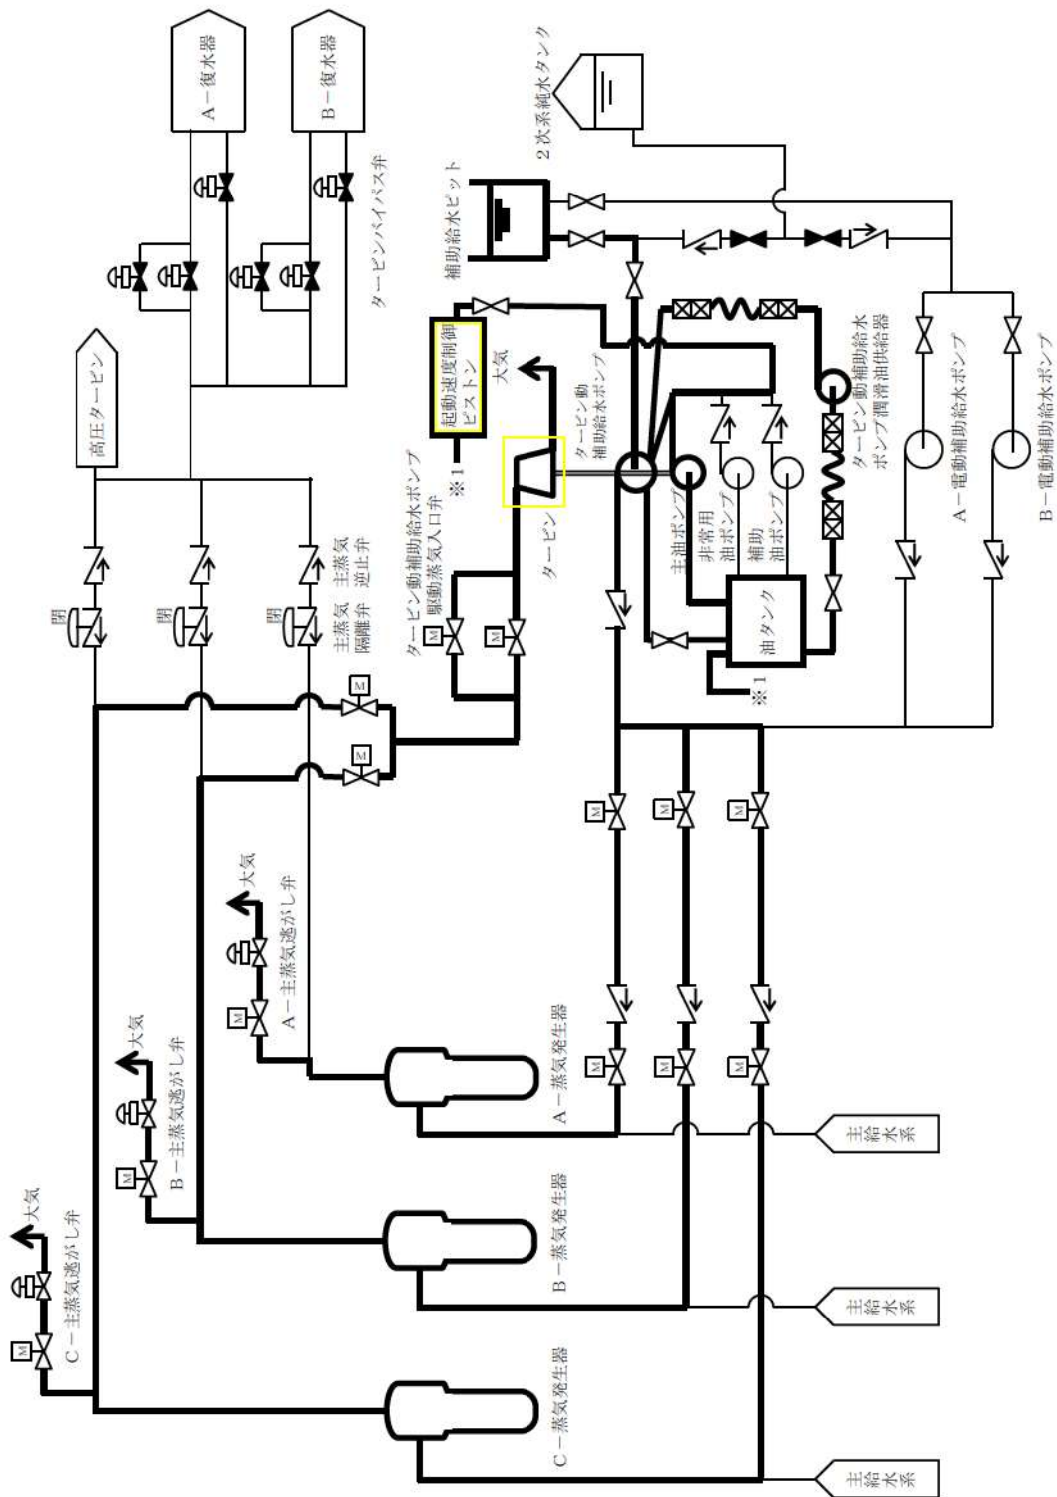 A－復水器
B－復水器
タービンバイパス弁
高圧タービン
2次系純水タンク
補助給水ピット
起動速度制御
ピストン
※1
大気
タービン
タービン動
補助給水ポンプ
タービン動補助給水ポンプ
駆動蒸気入口弁
M
M
主蒸気
逆止弁
主蒸気
隔離弁
閉
閉
閉
M
M
主油ポンプ
非常用
油ポンプ
補助
油ポンプ
油タンク
※1
タービン動補助給水
ポンプ潤滑油供給器
A－電動補助給水ポンプ
B－電動補助給水ポンプ
M
M
M
大気
A－主蒸気逃がし弁
M
大気
B－主蒸気逃がし弁
M
大気
C－主蒸気逃がし弁
M
M
M
M
A－蒸気発生器
B－蒸気発生器
C－蒸気発生器
主給水系
主給水系
主給水系